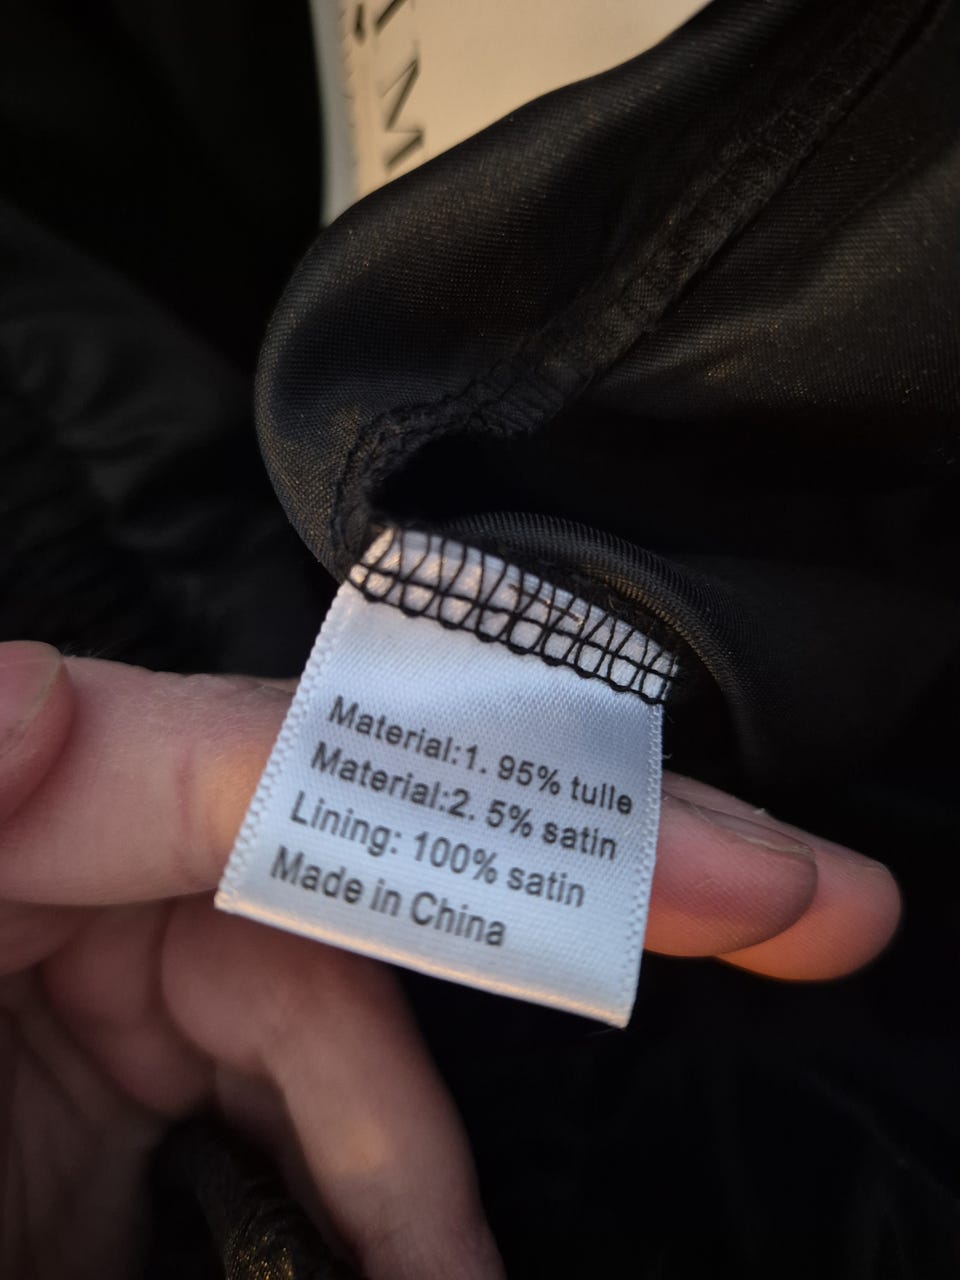 Material:1. 95% tulle
Material:2. 5% satin
Lining: 100% satin
Made in China